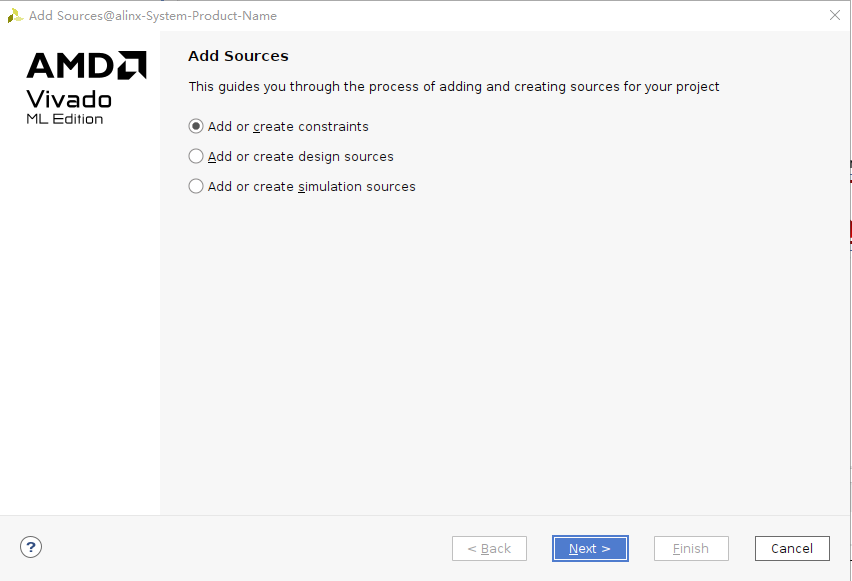 Add Sources@alinx-System-Product-Name
AMD
Vivado
ML Edition
Add Sources
This guides you through the process of adding and creating sources for your project
Add or create constraints
Add or create design sources
Add or create simulation sources
?
< Back
Next >
Finish
Cancel